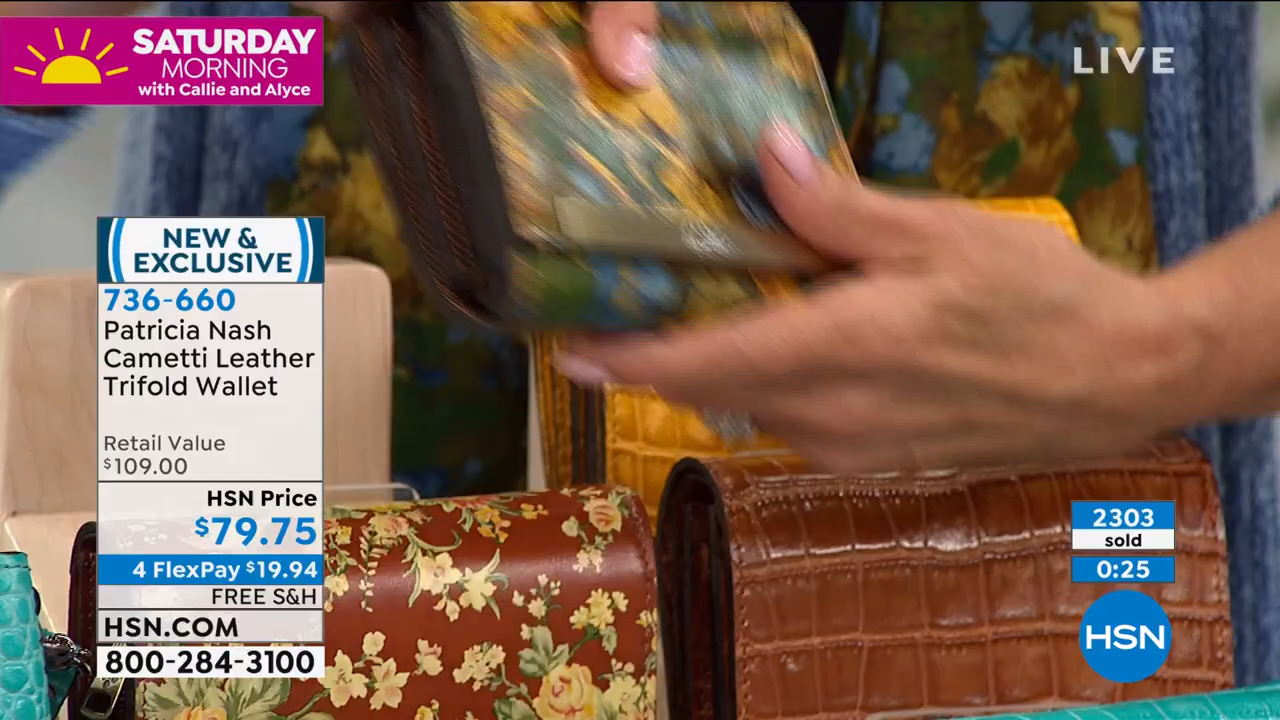 SATURDAY
MORNING
with Callie and Alyce
LIVE
NEW &
EXCLUSIVE
736-660
Patricia Nash
Cametti Leather
Trifold Wallet
Retail Value
$109.00
HSN Price
$79.75
4 FlexPay $19.94
FREE S&H
HSN.COM
800-284-3100
2303
sold
0:25
HSN